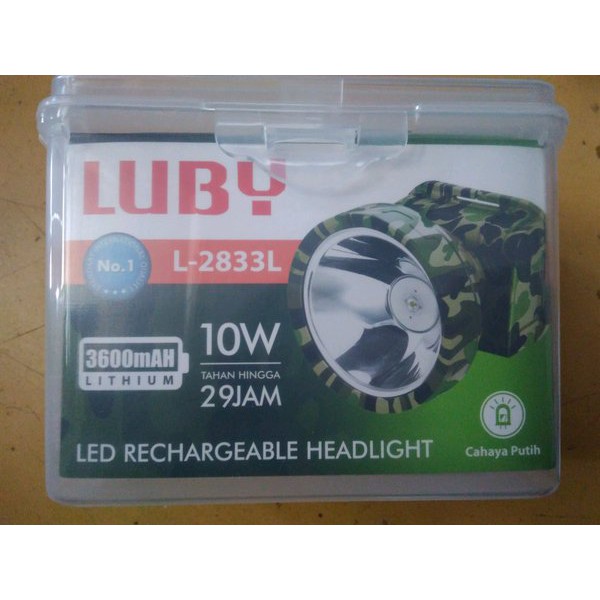 LUBY
No.1
L-2833L
3600mAH
LITHIUM
10W
TAHAN HINGGA
29JAM
LED RECHARGEABLE HEADLIGHT
Cahaya Putih